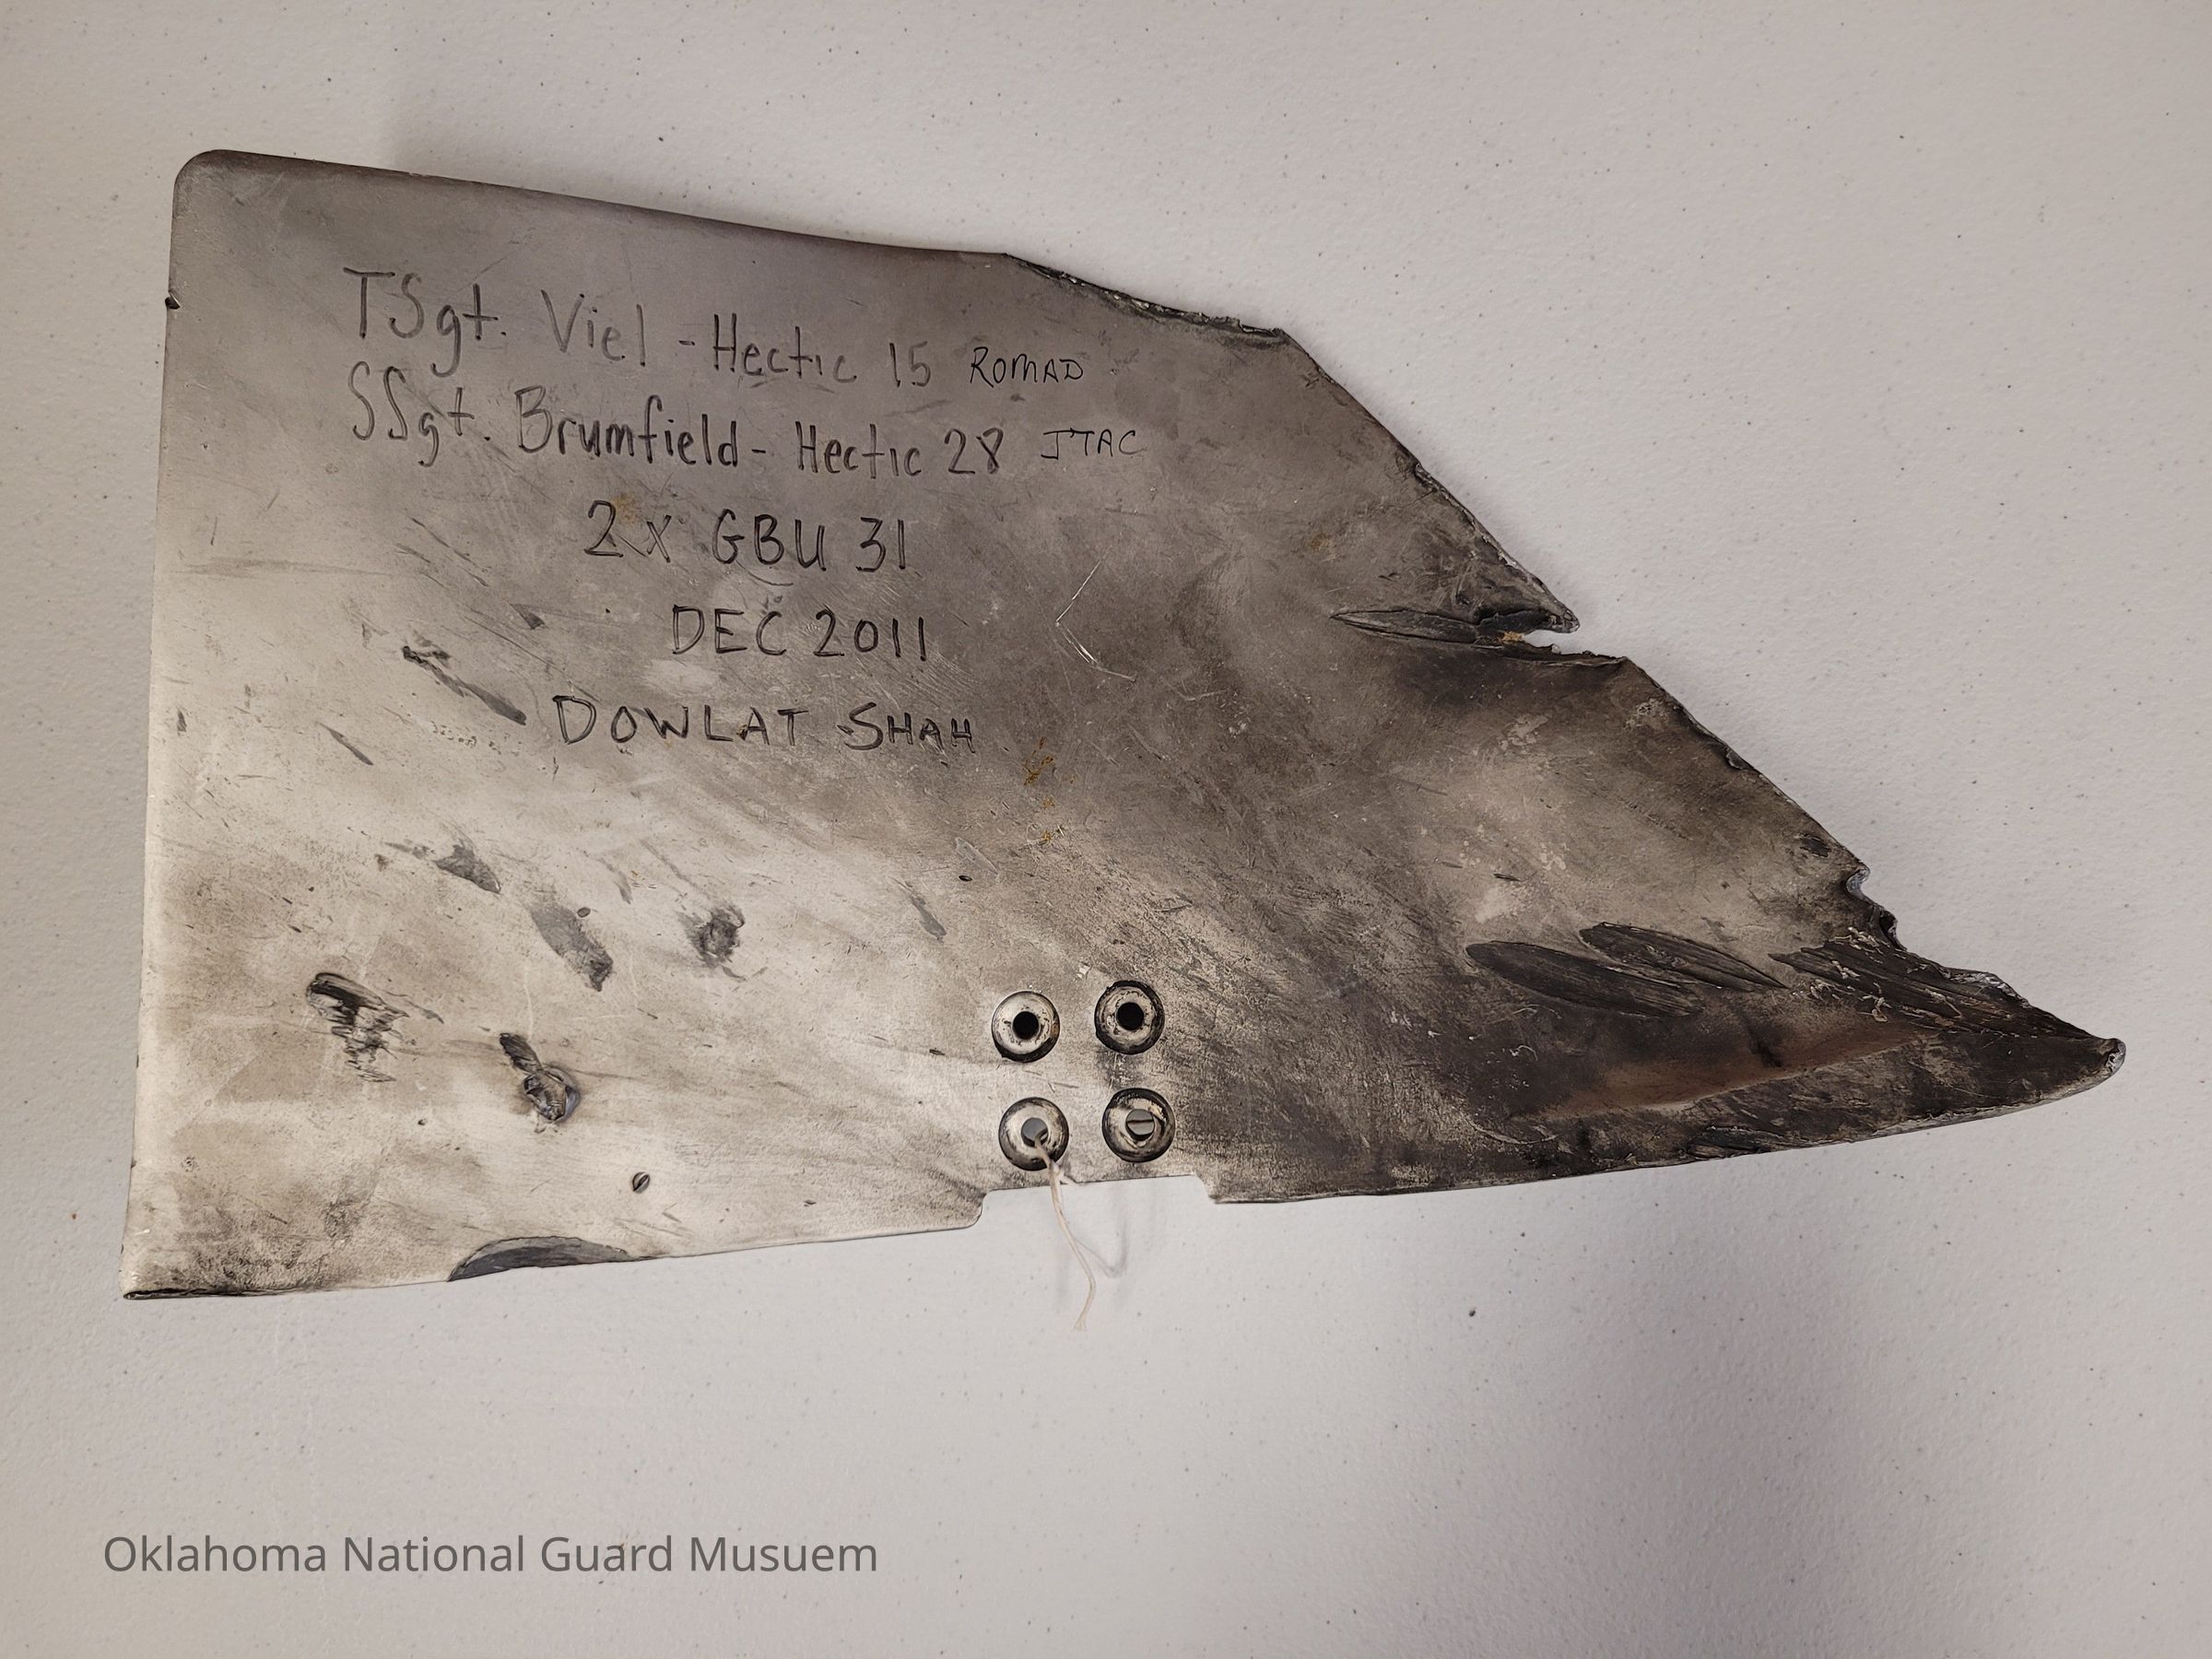 TSgt. Viel - Hectic 15 ROMAD
SSgt. Brumfield - Hectic 28 JTAC
2 x GBU 31
DEC 2011
DOWLAT SHAH
Oklahoma National Guard Musuem